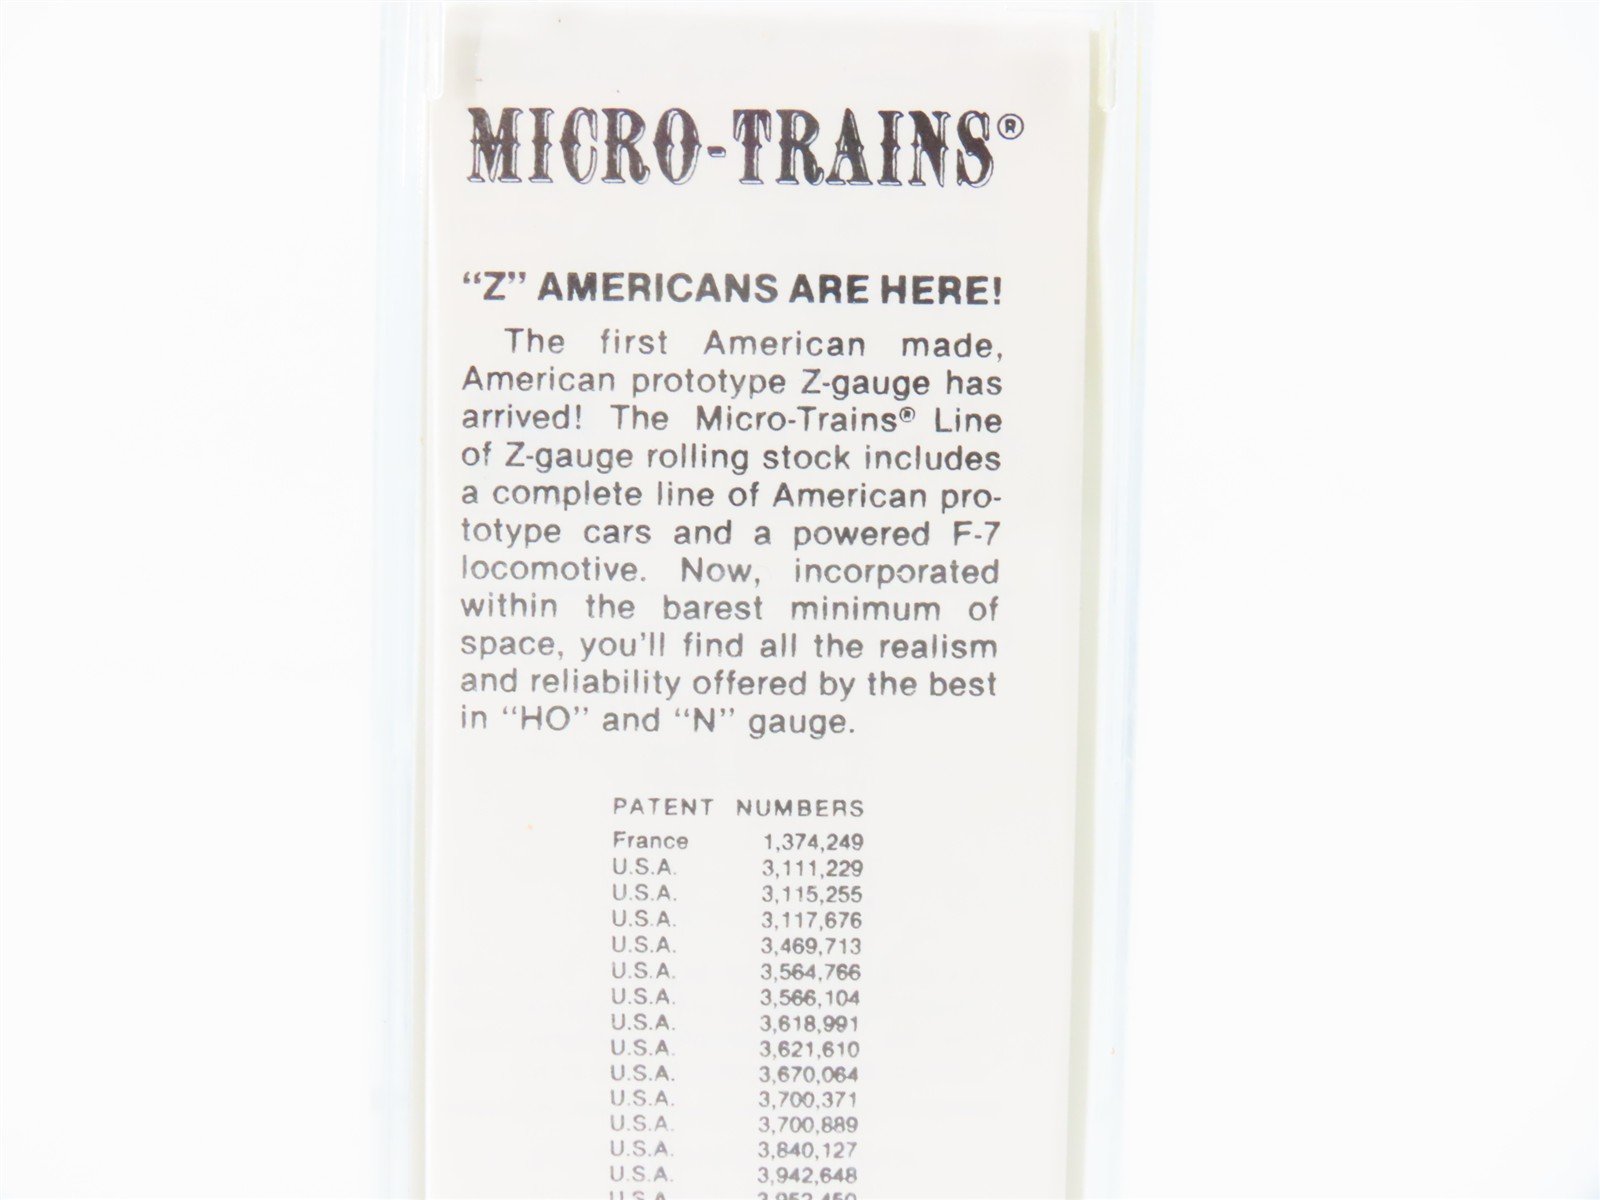 MICRO-TRAINS®
“Z” AMERICANS ARE HERE!
The first American made,
American prototype Z-gauge has
arrived! The Micro-Trains® Line
of Z-gauge rolling stock includes
a complete line of American pro-
totype cars and a powered F-7
locomotive. Now, incorporated
within the barest minimum of
space, you'll find all the realism
and reliability offered by the best
in “HO” and “N” gauge.
PATENT NUMBERS
France 1,374,249
U.S.A. 3,111,229
U.S.A. 3,115,255
U.S.A. 3,117,676
U.S.A. 3,469,713
U.S.A. 3,564,766
U.S.A. 3,566,104
U.S.A. 3,618,991
U.S.A. 3,621,610
U.S.A. 3,670,064
U.S.A. 3,700,371
U.S.A. 3,700,889
U.S.A. 3,840,127
U.S.A. 3,942,648
U.S.A. 3,952,450